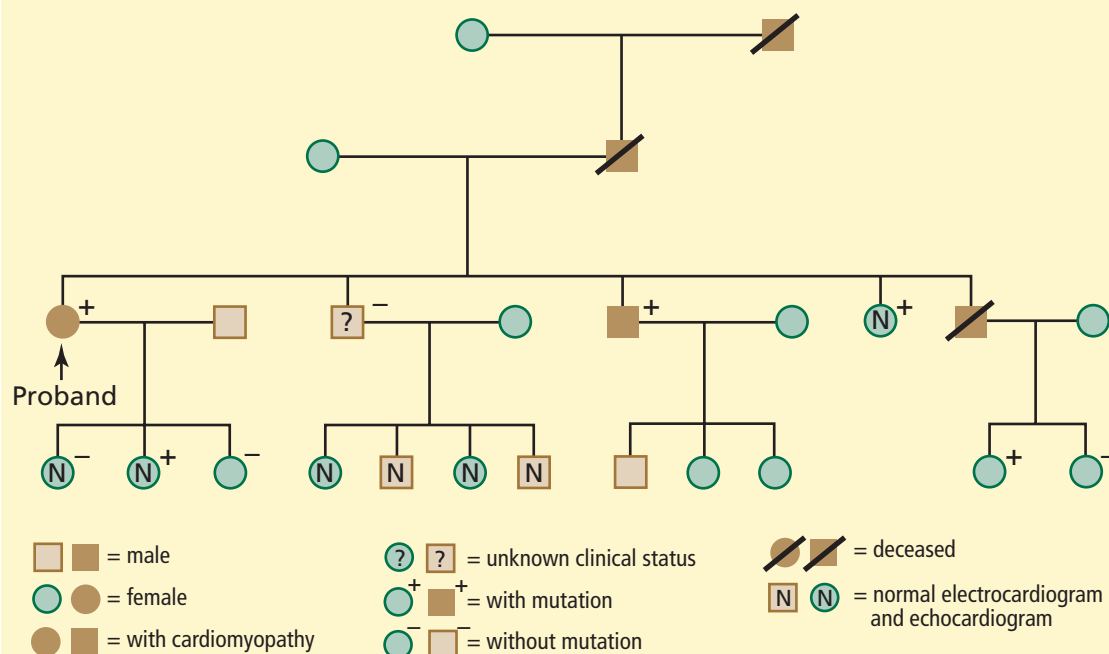 +
? −
+
N +
Proband
N −
N +
−
N
N
N
N
+
−
= male
= female
= with cardiomyopathy
? ? = unknown clinical status
+ + = with mutation
− − = without mutation
= deceased
N N = normal electrocardiogram
and echocardiogram